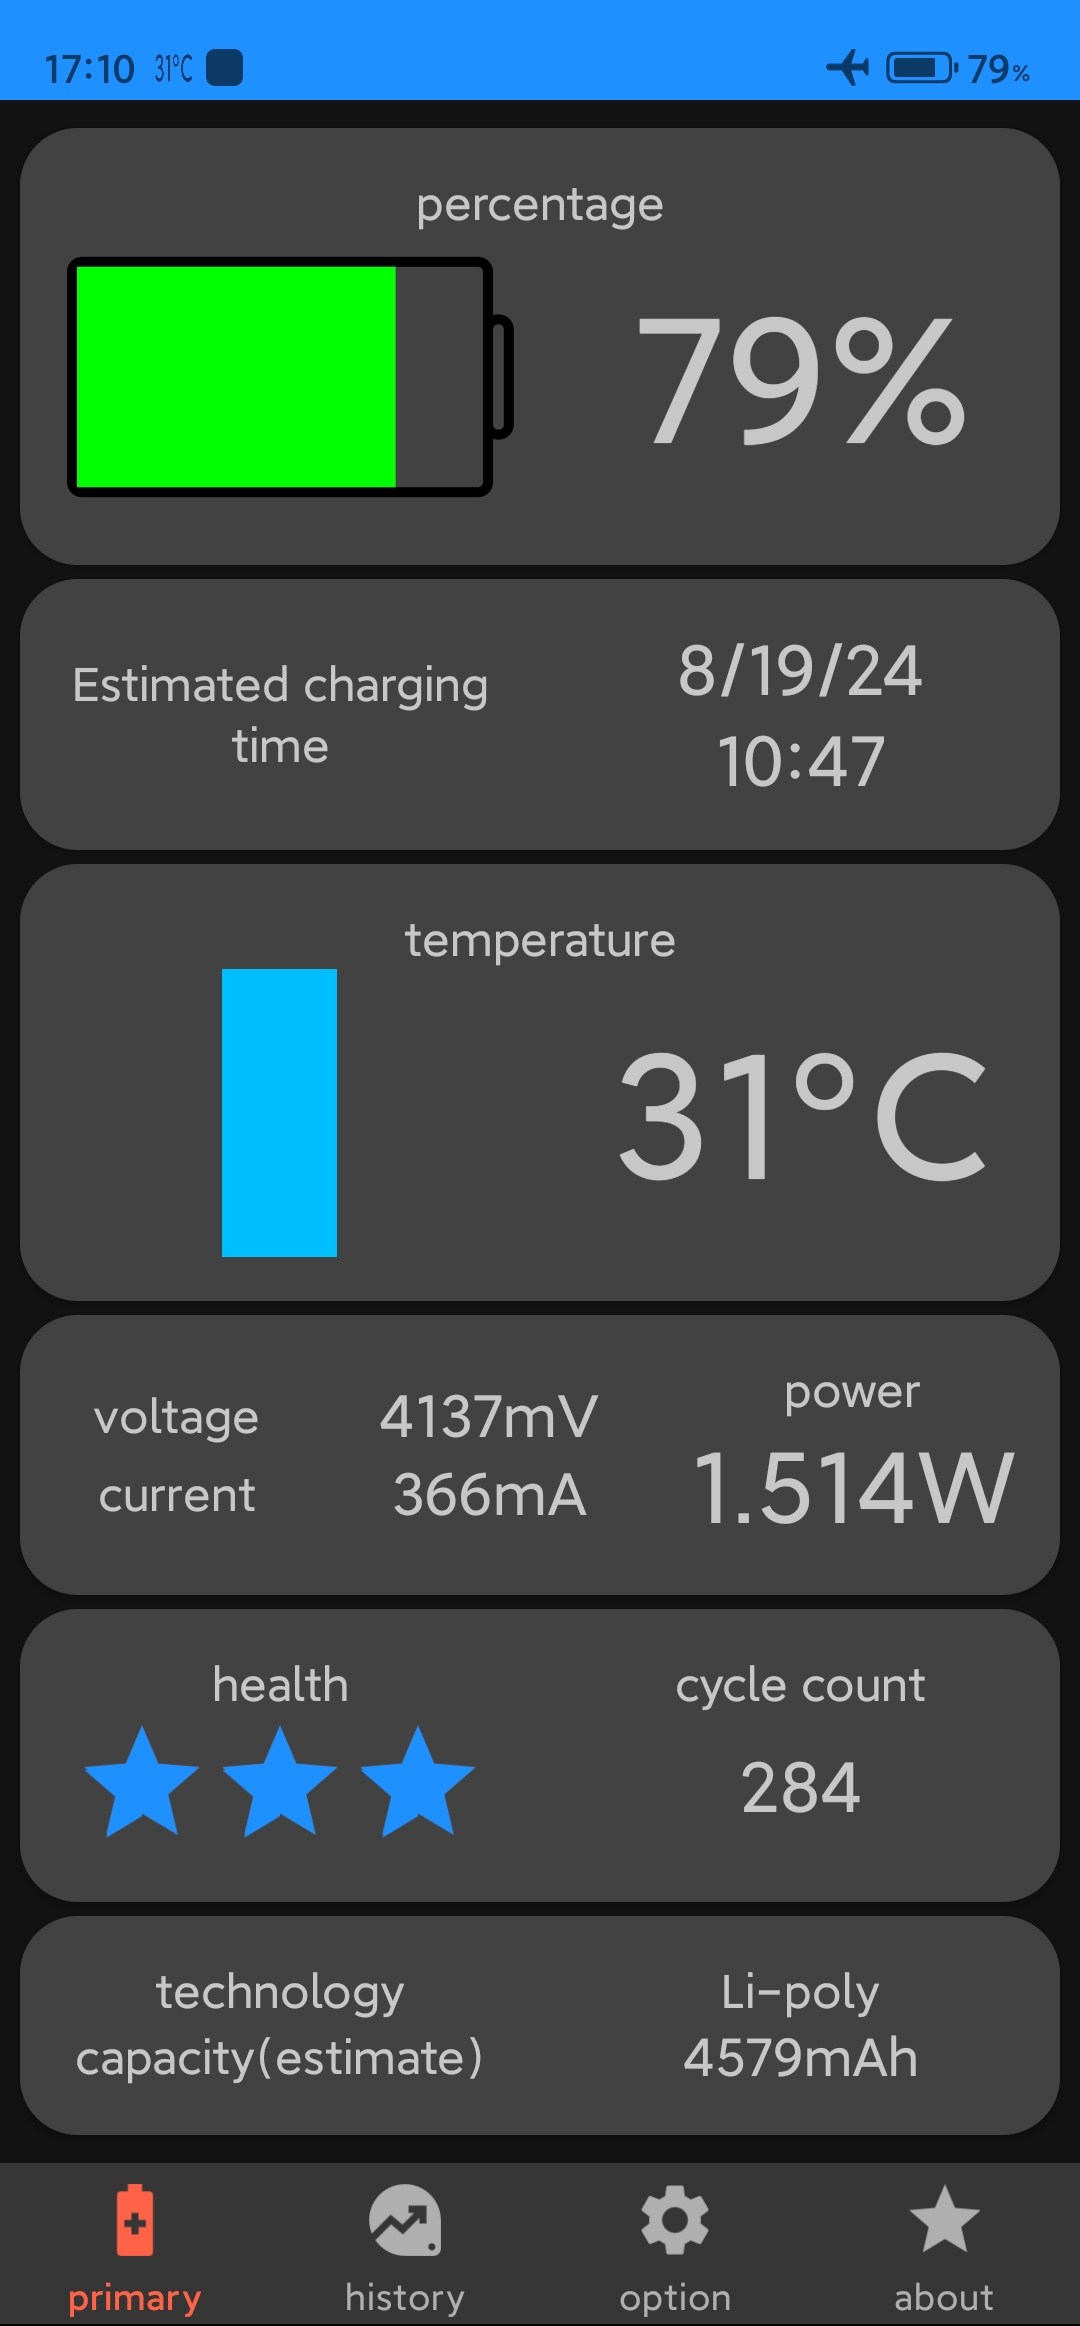 17:10 31°C 79%
percentage
79%
Estimated charging
time
8/19/24
10:47
temperature
31°C
voltage 4137mV
current 366mA
power
1.514W
health
cycle count
284
technology Li-poly
capacity(estimate) 4579mAh
primary history option about